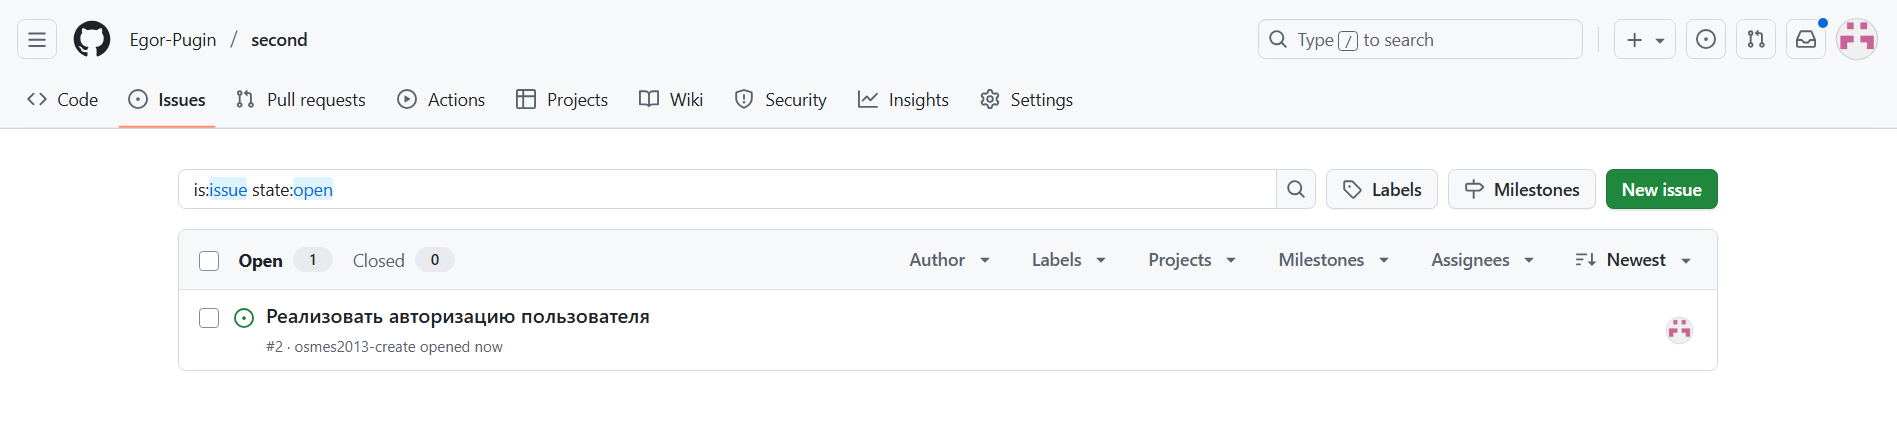 Egor-Pugin / second
Type / to search
Code Issues Pull requests Actions Projects Wiki Security Insights Settings
is:issue state:open
Labels Milestones New issue
Open 1 Closed 0 Author Labels Projects Milestones Assignees Newest
Реализовать авторизацию пользователя
#2 · osmes2013-create opened now